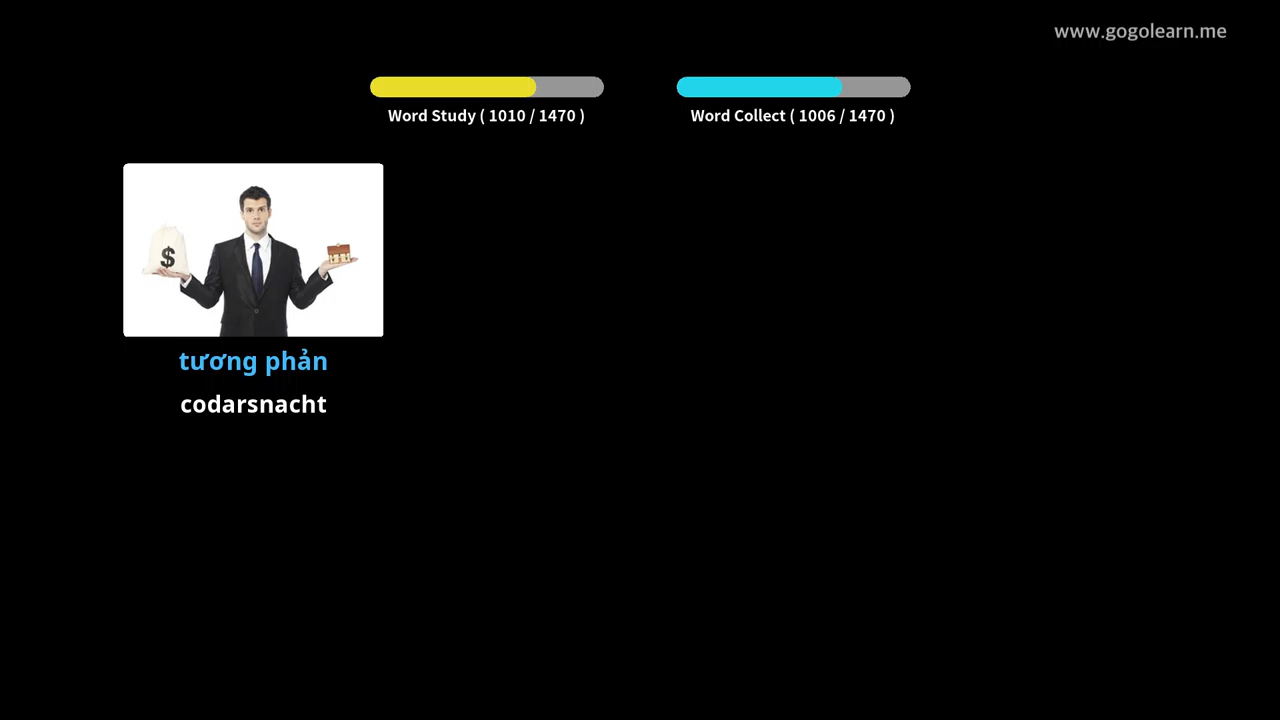 www.gogolearn.me
Word Study ( 1010 / 1470 )
Word Collect ( 1006 / 1470 )
$
tương phản
codarsnacht